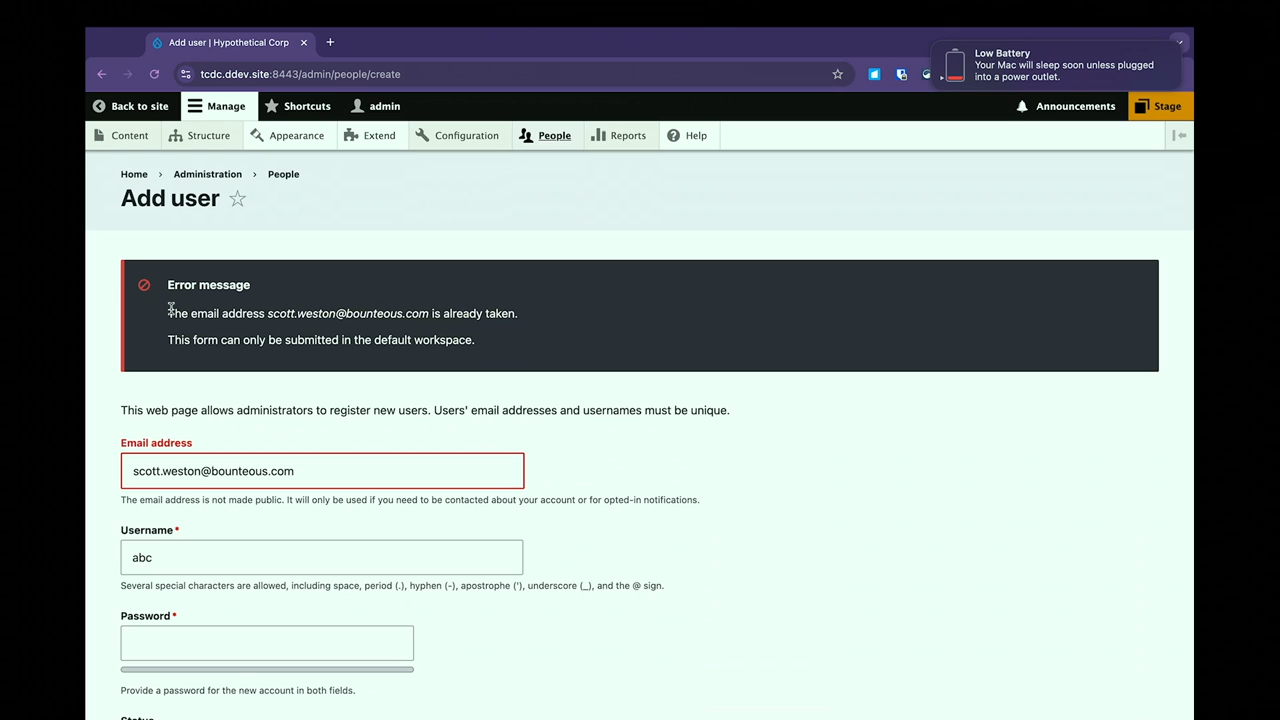 Add user | Hypothetical Corp
tcdc.ddev.site:8443/admin/people/create
Low Battery
Your Mac will sleep soon unless plugged
into a power outlet.
Back to site
Manage
Shortcuts
admin
Announcements
Stage
Content
Structure
Appearance
Extend
Configuration
People
Reports
Help
Home > Administration > People
Add user
Error message
The email address scott.weston@bounteous.com is already taken.
This form can only be submitted in the default workspace.
This web page allows administrators to register new users. Users' email addresses and usernames must be unique.
Email address
scott.weston@bounteous.com
The email address is not made public. It will only be used if you need to be contacted about your account or for opted-in notifications.
Username*
abc
Several special characters are allowed, including space, period (.), hyphen (-), apostrophe ('), underscore (_), and the @ sign.
Password*
Provide a password for the new account in both fields.
Status